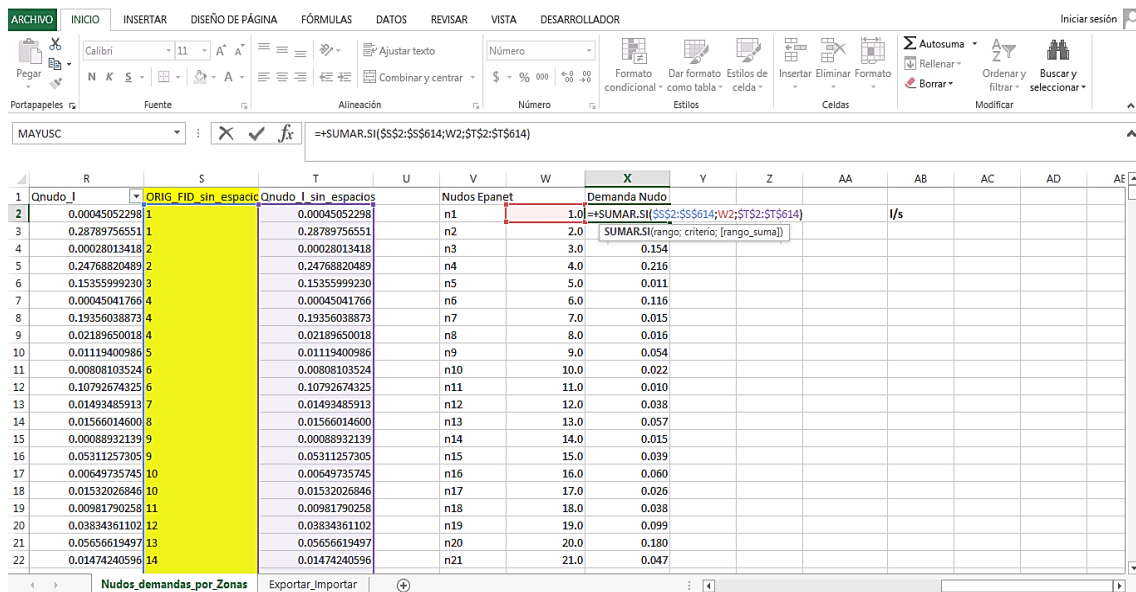 ARCHIVO INICIO INSERTAR DISEÑO DE PÁGINA FÓRMULAS DATOS REVISAR VISTA DESARROLLADOR Iniciar sesión
Pegar Calibri 11 A A Ajustar texto Número Formato condicional Dar formato como tabla Estilos de celda Insertar Eliminar Formato Autosuma Rellenar Borrar Ordenar y filtrar Buscar y seleccionar
N K S A Combinar y centrar $ % 000
Portapapeles Fuente Alineación Número Estilos Celdas Modificar
MAYUSC fx =+SUMAR.SI($S$2:$S$614;W2;$T$2:$T$614)
R S T U V W X Y Z AA AB AC AD AE
1 Qnudo_l ORIG_FID_sin_espacio Qnudo_l_sin_espacios Nudos Epanet Demanda Nudo
2 0.00045052298 1 0.00045052298 n1 1.0 =+SUMAR.SI($S$2:$S$614;W2;$T$2:$T$614) l/s
3 0.28789756551 1 0.28789756551 n2 2.0 SUMAR.SI(rango; criterio; [rango_suma])
4 0.00028013418 2 0.00028013418 n3 3.0 0.154
5 0.24768820489 2 0.24768820489 n4 4.0 0.216
6 0.15355999230 3 0.15355999230 n5 5.0 0.011
7 0.00045041766 4 0.00045041766 n6 6.0 0.116
8 0.19356038873 4 0.19356038873 n7 7.0 0.015
9 0.02189650018 4 0.02189650018 n8 8.0 0.016
10 0.01119400986 5 0.01119400986 n9 9.0 0.054
11 0.00808103524 6 0.00808103524 n10 10.0 0.022
12 0.10792674325 6 0.10792674325 n11 11.0 0.010
13 0.01493485913 7 0.01493485913 n12 12.0 0.038
14 0.01566014600 8 0.01566014600 n13 13.0 0.057
15 0.00088932139 9 0.00088932139 n14 14.0 0.015
16 0.05311257305 9 0.05311257305 n15 15.0 0.039
17 0.00649735745 10 0.00649735745 n16 16.0 0.060
18 0.01532026846 10 0.01532026846 n17 17.0 0.026
19 0.00981790258 11 0.00981790258 n18 18.0 0.038
20 0.03834361102 12 0.03834361102 n19 19.0 0.099
21 0.05656619497 13 0.05656619497 n20 20.0 0.180
22 0.01474240596 14 0.01474240596 n21 21.0 0.047
Nudos_demandas_por_Zonas Exportar_Importar